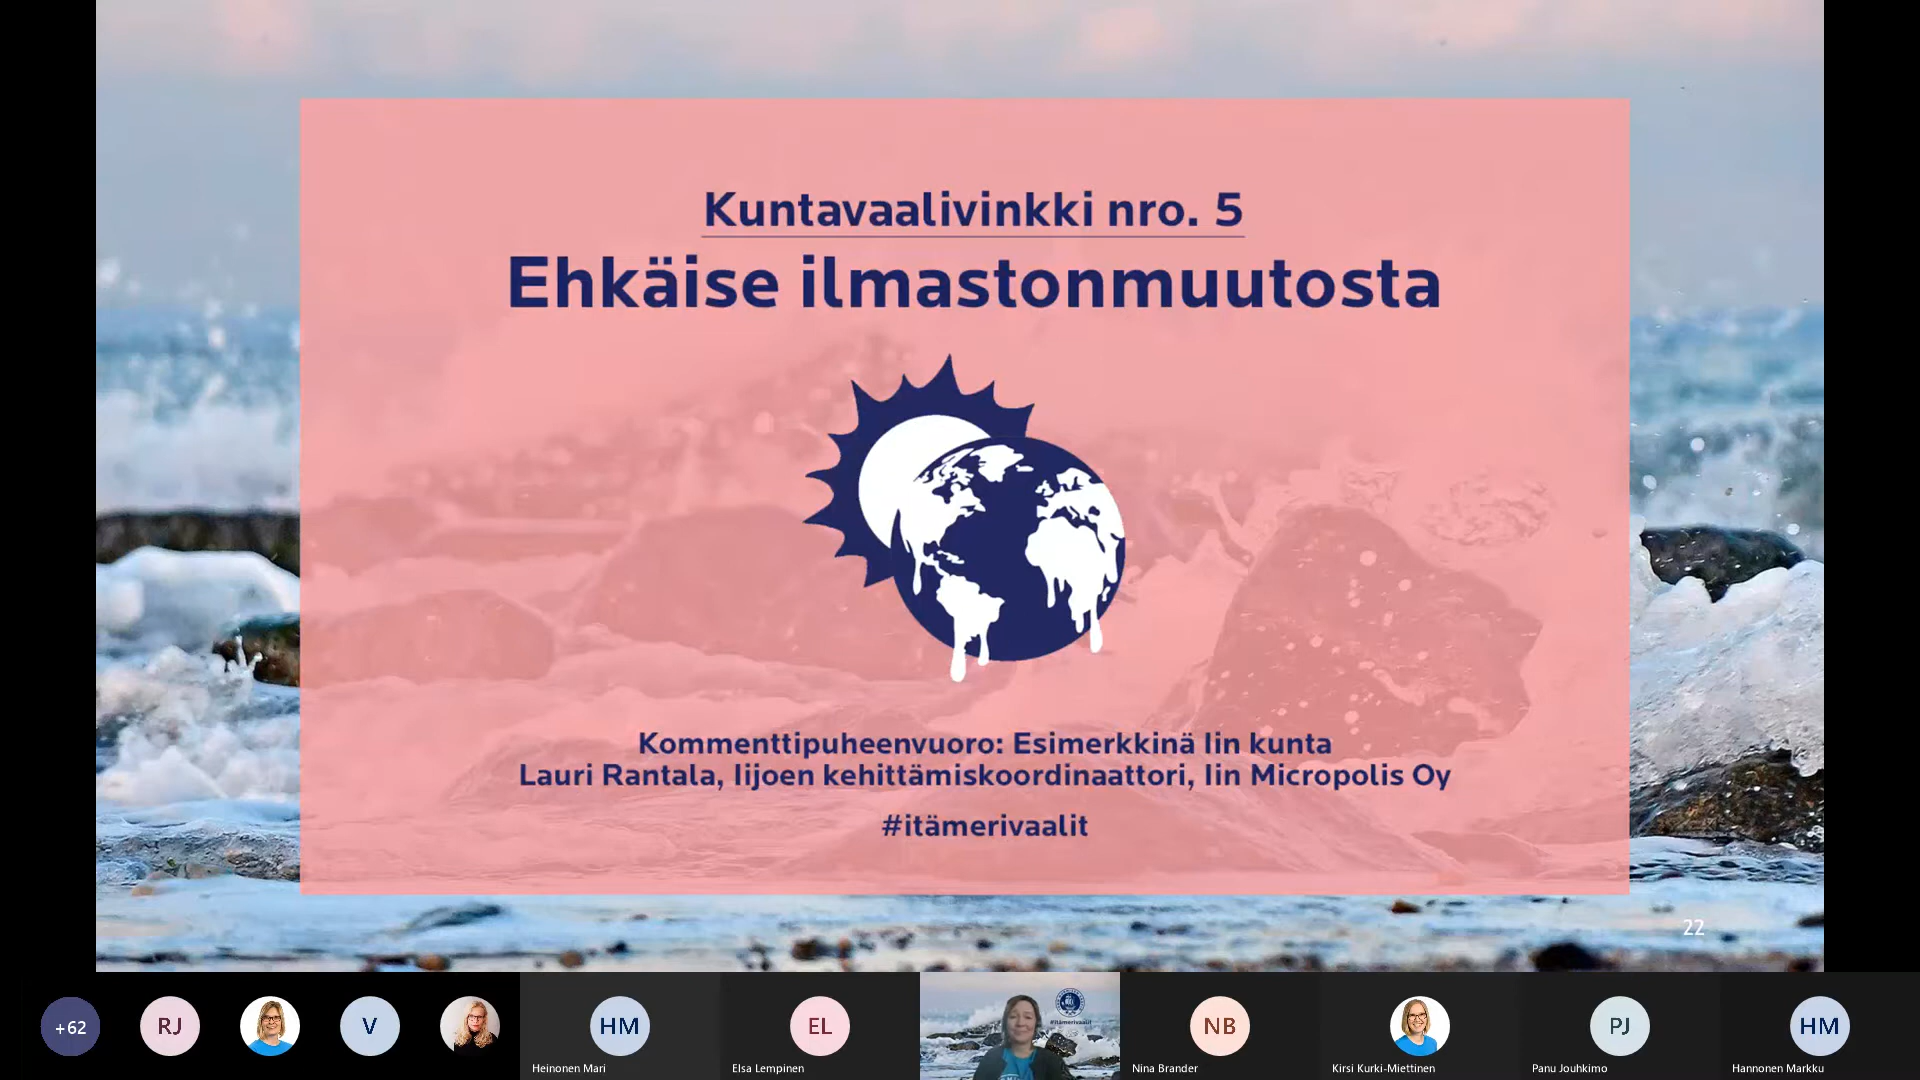 Kuntavaalivinkki nro. 5
Ehkäise ilmastonmuutosta
Kommenttipuheenvuoro: Esimerkkinä Iin kunta
Lauri Rantala, Iijoen kehittämiskoordinaattori, Iin Micropolis Oy
#itämerivaalit
22
+62
RJ
V
HM
Heinonen Mari
EL
Elsa Lempinen
#itämerivaalit
NB
Nina Brander
Kirsi Kurki-Miettinen
PJ
Panu Jouhkimo
HM
Hannonen Markku